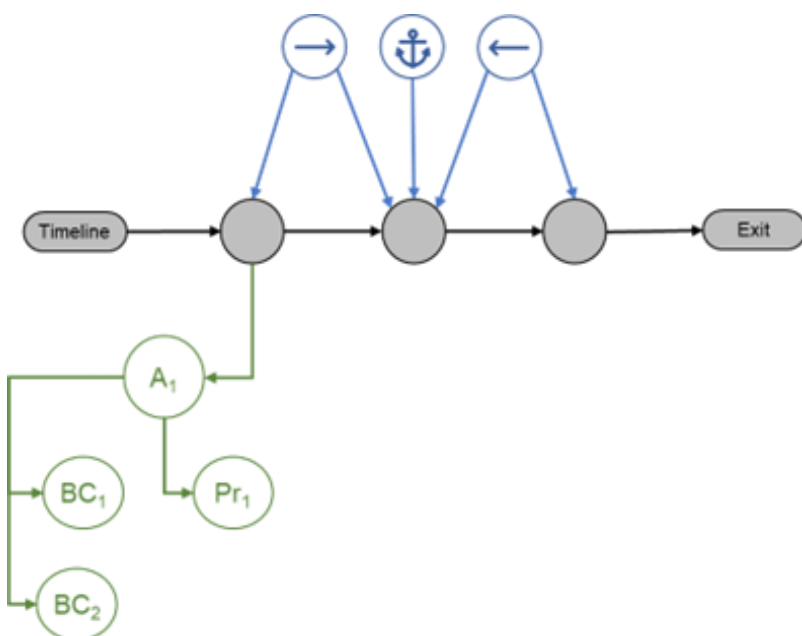 Timeline
Exit
A₁
BC₁
Pr₁
BC₂